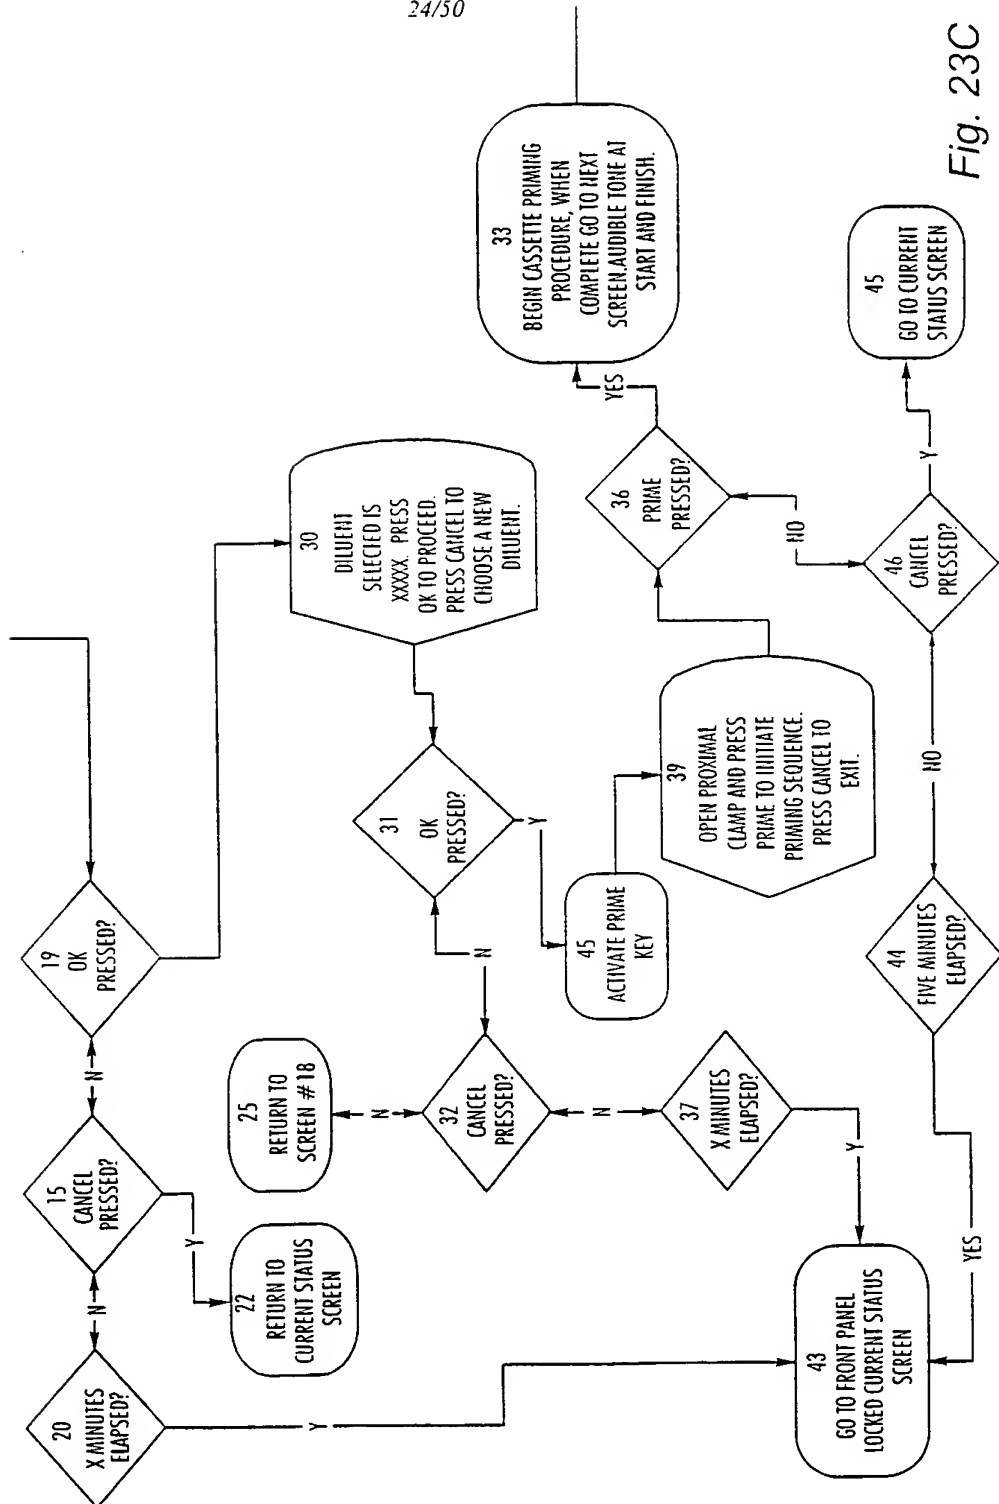 24/50
19
OK
PRESSED?
N
15
CANCEL
PRESSED?
N
20
X MINUTES
ELAPSED?
Y
22
RETURN TO
CURRENT STATUS
SCREEN
Y
30
DILUENT
SELECTED IS
XXXX. PRESS
OK TO PROCEED.
PRESS CANCEL TO
CHOOSE A NEW
DILUENT.
31
OK
PRESSED?
N
Y
25
RETURN TO
SCREEN #18
N
32
CANCEL
PRESSED?
N
37
X MINUTES
ELAPSED?
Y
45
ACTIVATE PRIME
KEY
33
BEGIN CASSETTE PRIMING
PROCEDURE, WHEN
COMPLETE GO TO NEXT
SCREEN.AUDIBLE TONE AT
START AND FINISH.
YES
36
PRIME
PRESSED?
NO
39
OPEN PROXIMAL
CLAMP AND PRESS
PRIME TO INITIATE
PRIMING SEQUENCE.
PRESS CANCEL TO
EXIT.
45
GO TO CURRENT
STATUS SCREEN
Y
46
CANCEL
PRESSED?
NO
44
FIVE MINUTES
ELAPSED?
YES
43
GO TO FRONT PANEL
LOCKED CURRENT STATUS
SCREEN
Fig. 23C